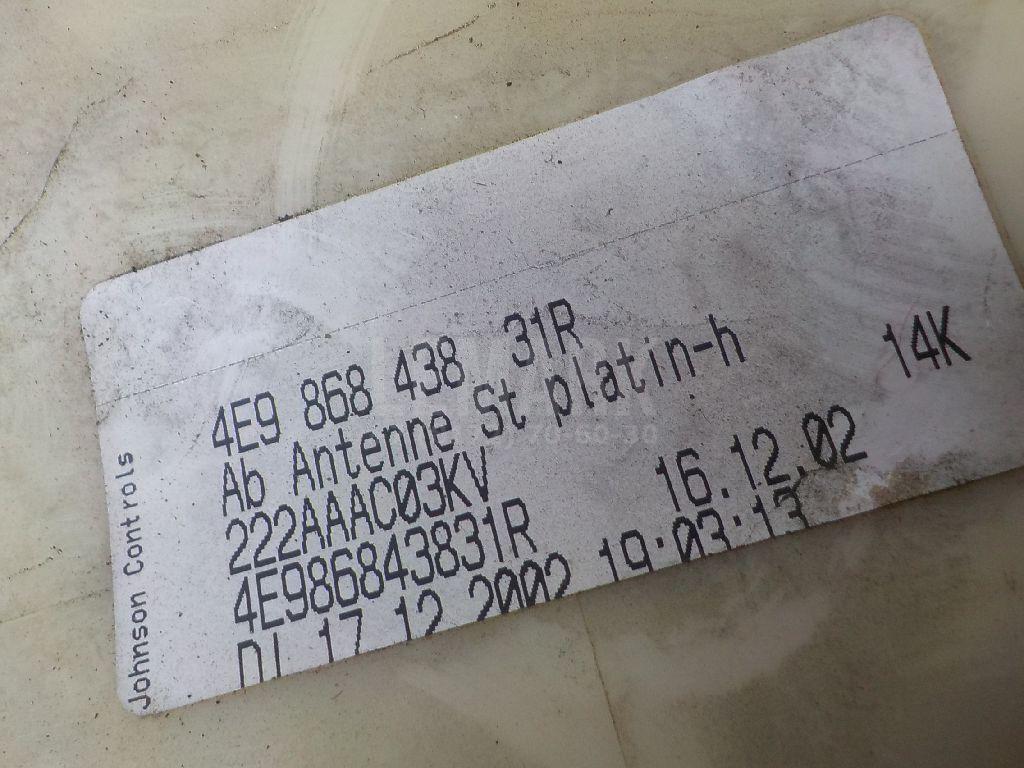 4E9 868 438 31R
Ab Antenne St platin-h 14K
222AAAC03KV
4E986843831R 16.12.02
DI 17.12.2002 19:03:13
Johnson Controls